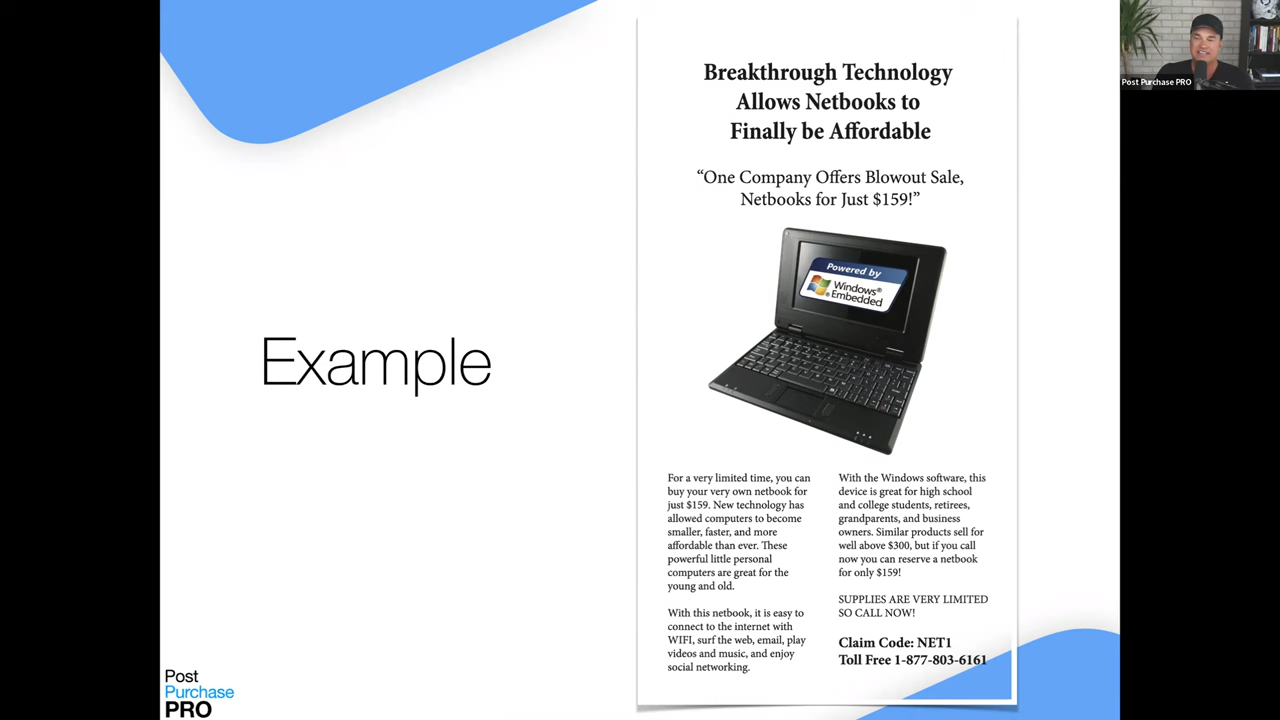 Post Purchase PRO
Breakthrough Technology
Allows Netbooks to
Finally be Affordable
“One Company Offers Blowout Sale,
Netbooks for Just $159!”
Powered by
Windows®
Embedded
Example
For a very limited time, you can
buy your very own netbook for
just $159. New technology has
allowed computers to become
smaller, faster, and more
affordable than ever. These
powerful little personal
computers are great for the
young and old.
With this netbook, it is easy to
connect to the internet with
WIFI, surf the web, email, play
videos and music, and enjoy
social networking.
With the Windows software, this
device is great for high school
and college students, retirees,
grandparents, and business
owners. Similar products sell for
well above $300, but if you call
now you can reserve a netbook
for only $159!
SUPPLIES ARE VERY LIMITED
SO CALL NOW!
Claim Code: NET1
Toll Free 1-877-803-6161
Post
Purchase
PRO